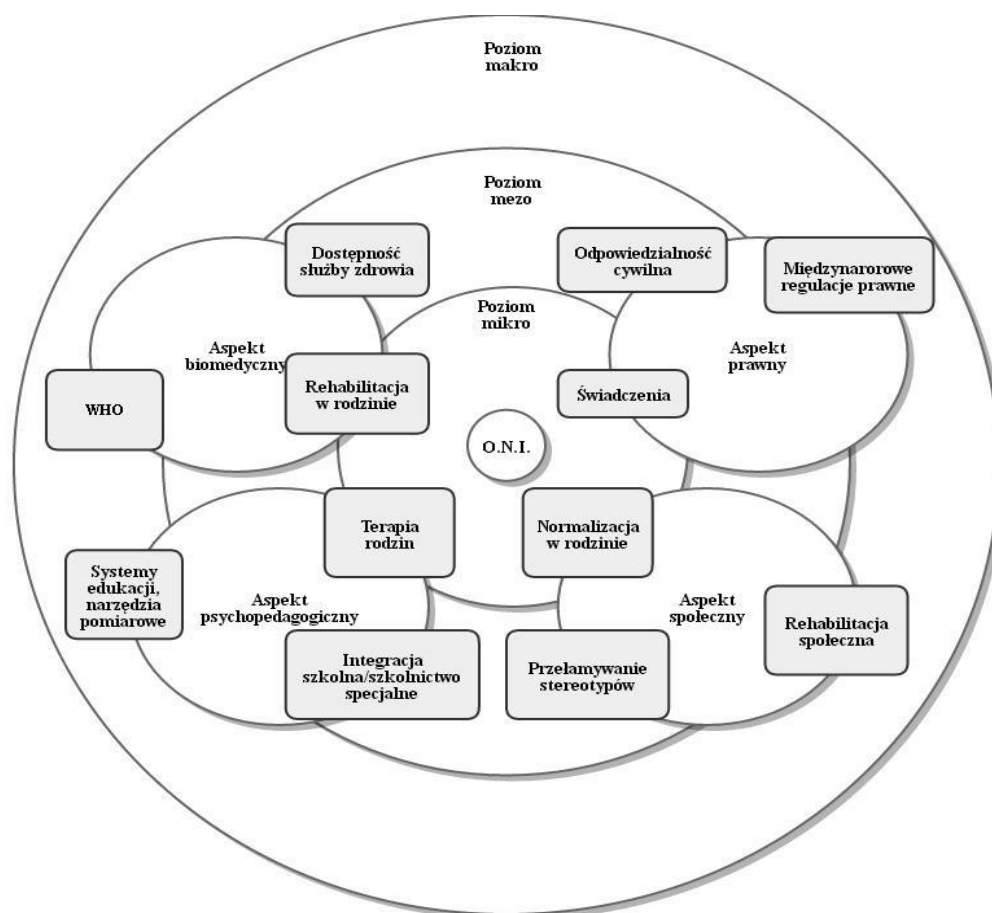 Poziom
makro
Poziom
mezo
Dostępność
służby zdrowia
Odpowiedzialność
cywilna
Międzynarorowe
regulacje prawne
Poziom
mikro
Aspekt
biomedyczny
Aspekt
prawny
Rehabilitacja
w rodzinie
WHO
Świadczenia
O.N.I.
Terapia
rodzin
Normalizacja
w rodzinie
Systemy
edukacji,
narzędzia
pomiarowe
Aspekt
psychopedagogiczny
Aspekt
społeczny
Rehabilitacja
społeczna
Integracja
szkolna/szkolnictwo
specjalne
Przełamywanie
stereotypów